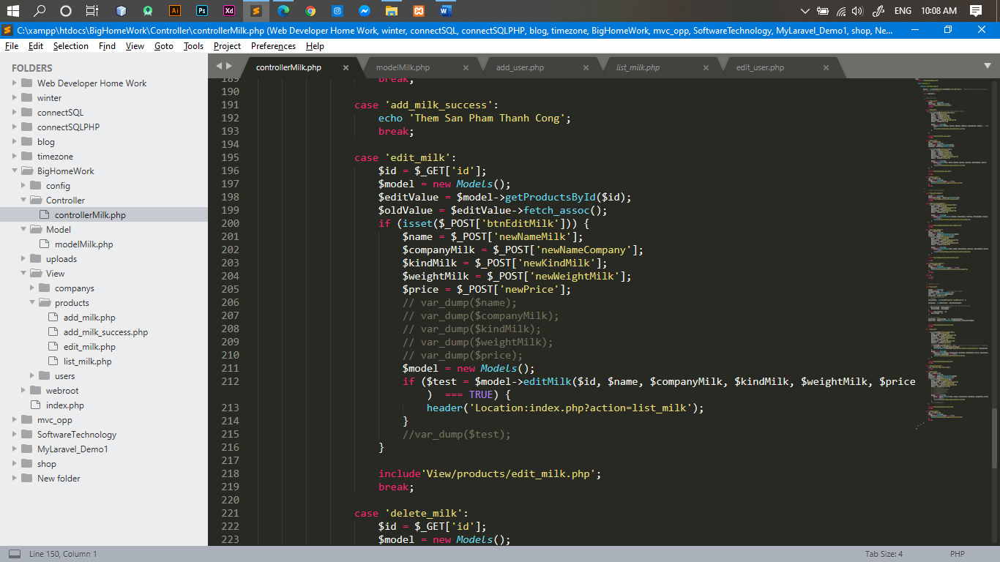 Ai
Ps
Xd
ENG
10:08 AM
C:\xampp\htdocs\BigHomeWork\Controller\controllerMilk.php (Web Developer Home Work, winter, connectSQL, connectSQLPHP, blog, timezone, BigHomeWork, mvc_opp, SoftwareTechnology, MyLaravel_Demo1, shop, Ne...
File Edit Selection Find View Goto Tools Project Preferences Help
FOLDERS
Web Developer Home Work
winter
connectSQL
connectSQLPHP
blog
timezone
BigHomeWork
config
Controller
controllerMilk.php
Model
modelMilk.php
uploads
View
companys
products
add_milk.php
add_milk_success.php
edit_milk.php
list_milk.php
users
webroot
index.php
mvc_opp
SoftwareTechnology
MyLaravel_Demo1
shop
New folder
controllerMilk.php modelMilk.php add_user.php list_milk.php edit_user.php
189 break;
190
191 case 'add_milk_success':
192 echo 'Them San Pham Thanh Cong';
193 break;
194
195 case 'edit_milk':
196 $id = $_GET['id'];
197 $model = new Models();
198 $editValue = $model->getProductsById($id);
199 $oldValue = $editValue->fetch_assoc();
200 if (isset($_POST['btnEditMilk'])) {
201 $name = $_POST['newNameMilk'];
202 $companyMilk = $_POST['newNameCompany'];
203 $kindMilk = $_POST['newKindMilk'];
204 $weightMilk = $_POST['newWeightMilk'];
205 $price = $_POST['newPrice'];
206 // var_dump($name);
207 // var_dump($companyMilk);
208 // var_dump($kindMilk);
209 // var_dump($weightMilk);
210 // var_dump($price);
211 $model = new Models();
212 if ($test = $model->editMilk($id, $name, $companyMilk, $kindMilk, $weightMilk, $price
) === TRUE) {
213 header('Location:index.php?action=list_milk');
214 }
215 //var_dump($test);
216 }
217
218 include'View/products/edit_milk.php';
219 break;
220
221 case 'delete_milk':
222 $id = $_GET['id'];
223 $model = new Models();
Line 150, Column 1
Tab Size: 4
PHP